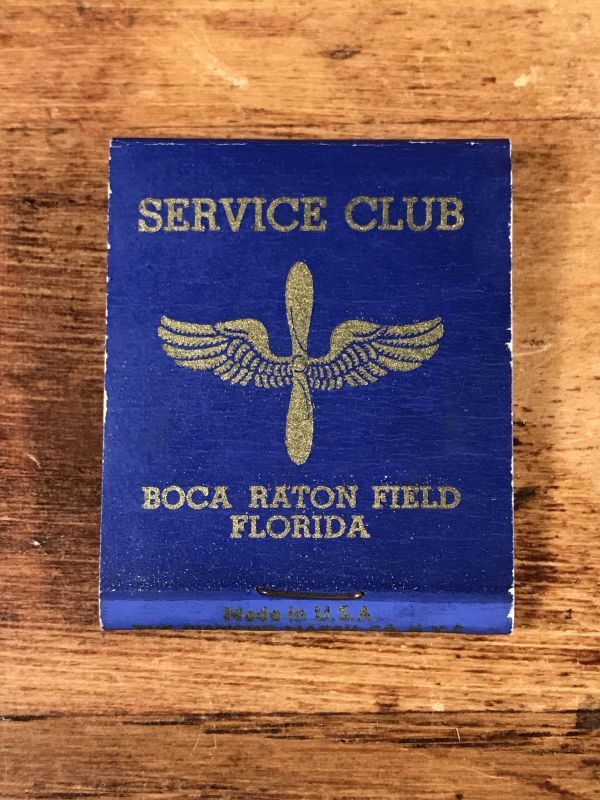 SERVICE CLUB
BOCA RATON FIELD
FLORIDA
Made in U.S.A.